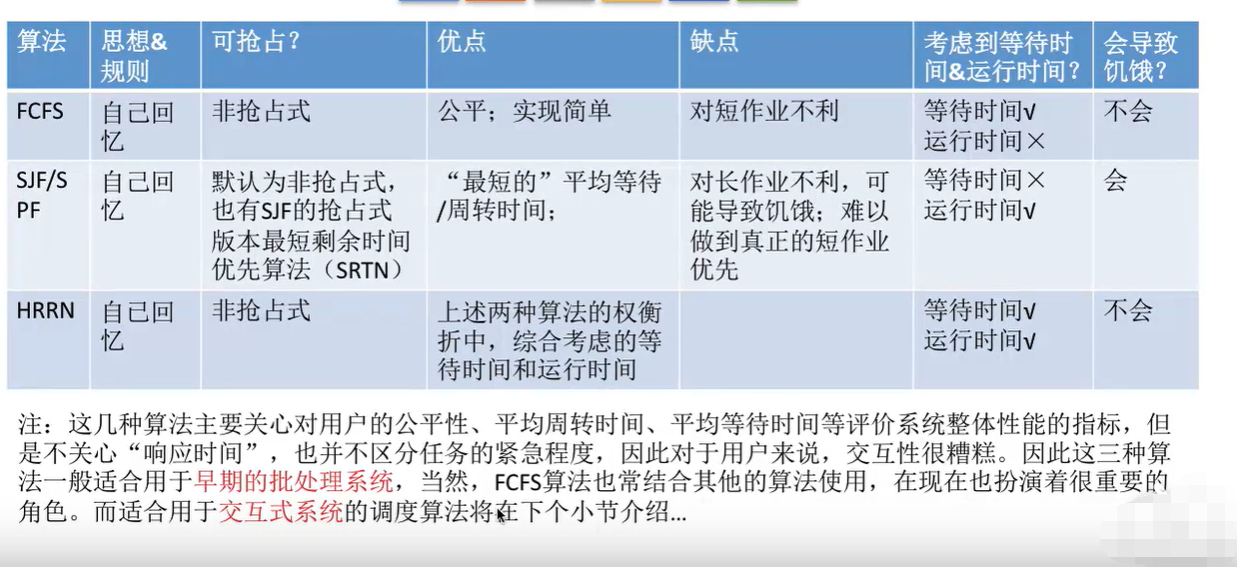 算法 思想& 规则 可抢占? 优点 缺点 考虑到等待时 间&运行时间? 会导致 饥饿?
FCFS 自己回 忆 非抢占式 公平；实现简单 对短作业不利 等待时间√ 运行时间× 不会
SJF/S PF 自己回 忆 默认为非抢占式， 也有SJF的抢占式 版本最短剩余时间 优先算法（SRTN） “最短的”平均等待 /周转时间； 对长作业不利，可 能导致饥饿；难以 做到真正的短作业 优先 等待时间× 运行时间√ 会
HRRN 自己回 忆 非抢占式 上述两种算法的权衡 折中，综合考虑的等 待时间和运行时间 等待时间√ 运行时间√ 不会
注：这几种算法主要关心对用户的公平性、平均周转时间、平均等待时间等评价系统整体性能的指标，但
是不关心“响应时间”，也并不区分任务的紧急程度，因此对于用户来说，交互性很糟糕。因此这三种算
法一般适合用于早期的批处理系统，当然，FCFS算法也常结合其他的算法使用，在现在也扮演着很重要的
角色。而适合用于交互式系统的调度算法将在下个小节介绍...